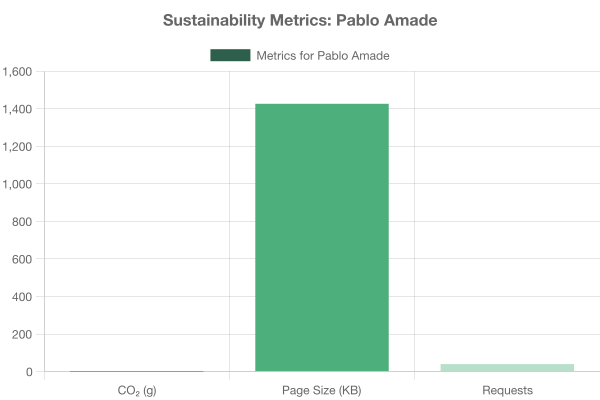 Sustainability Metrics: Pablo Amade
Metrics for Pablo Amade
1,600
1,400
1,200
1,000
800
600
400
200
0
CO₂ (g)
Page Size (KB)
Requests